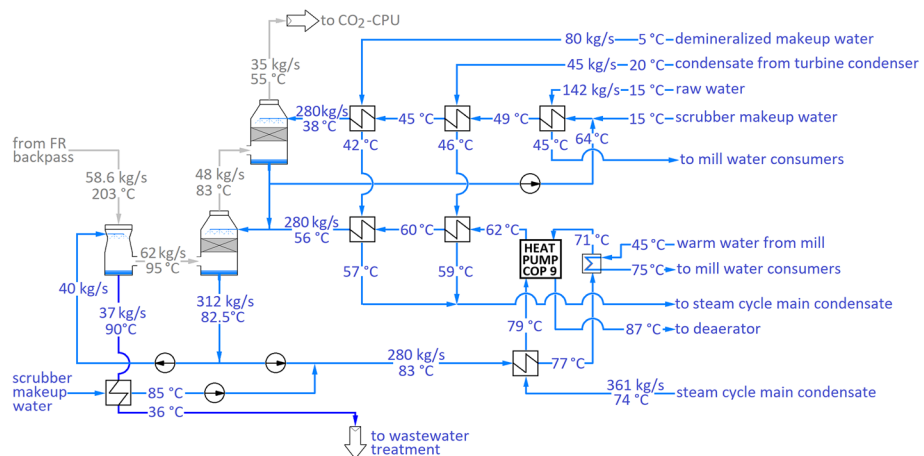 to CO₂-CPU
80 kg/s 5 °C demineralized makeup water
35 kg/s
55 °C
45 kg/s 20 °C condensate from turbine condenser
142 kg/s 15 °C raw water
280kg/s
38 °C
45 °C
49 °C
15 °C scrubber makeup water
64 °C
42 °C
46 °C
45 °C
to mill water consumers
from FR
backpass
58.6 kg/s
203 °C
48 kg/s
83 °C
280 kg/s
56 °C
60 °C
62 °C
71 °C
45 °C warm water from mill
HEAT
PUMP
COP 9
75 °C to mill water consumers
62 kg/s
95 °C
57 °C
59 °C
40 kg/s
37 kg/s
90°C
312 kg/s
82.5°C
to steam cycle main condensate
79 °C
87 °C to deaerator
280 kg/s
83 °C
77 °C
scrubber
makeup
water
85 °C
36 °C
361 kg/s
74 °C
steam cycle main condensate
to wastewater
treatment